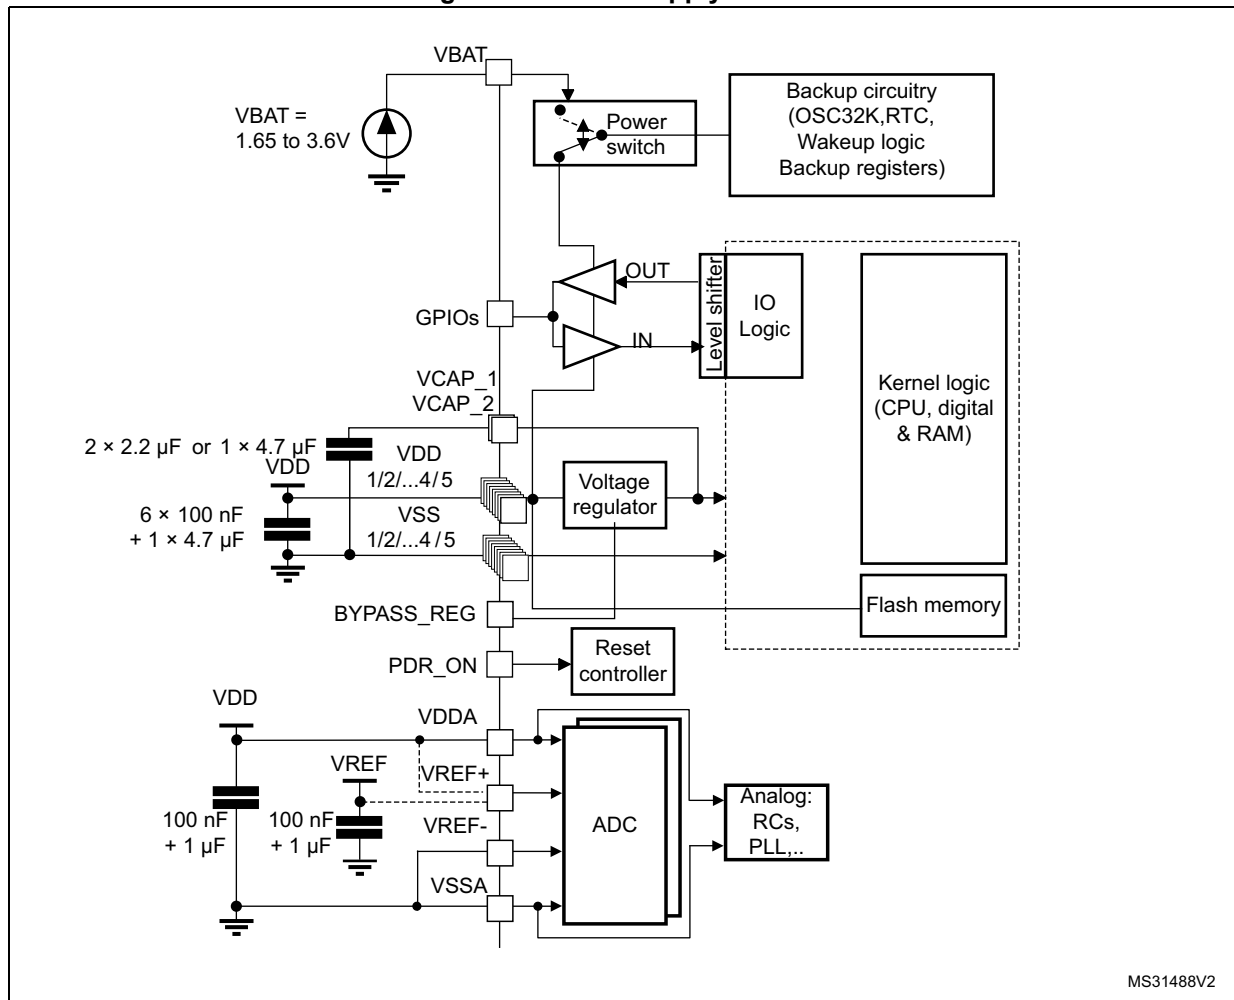 VBAT
VBAT =
1.65 to 3.6V
Power
switch
Backup circuitry
(OSC32K,RTC,
Wakeup logic
Backup registers)
OUT
GPIOs
IN
Level shifter
IO
Logic
Kernel logic
(CPU, digital
& RAM)
VCAP_1
VCAP_2
2 × 2.2 µF or 1 × 4.7 µF
VDD
VDD
1/2/...4/5
Voltage
regulator
6 × 100 nF
+ 1 × 4.7 µF
VSS
1/2/...4/5
BYPASS_REG
Flash memory
PDR_ON
Reset
controller
VDD
VDDA
VREF
VREF+
100 nF
+ 1 µF
100 nF
+ 1 µF
VREF-
ADC
Analog:
RCs,
PLL,..
VSSA
MS31488V2